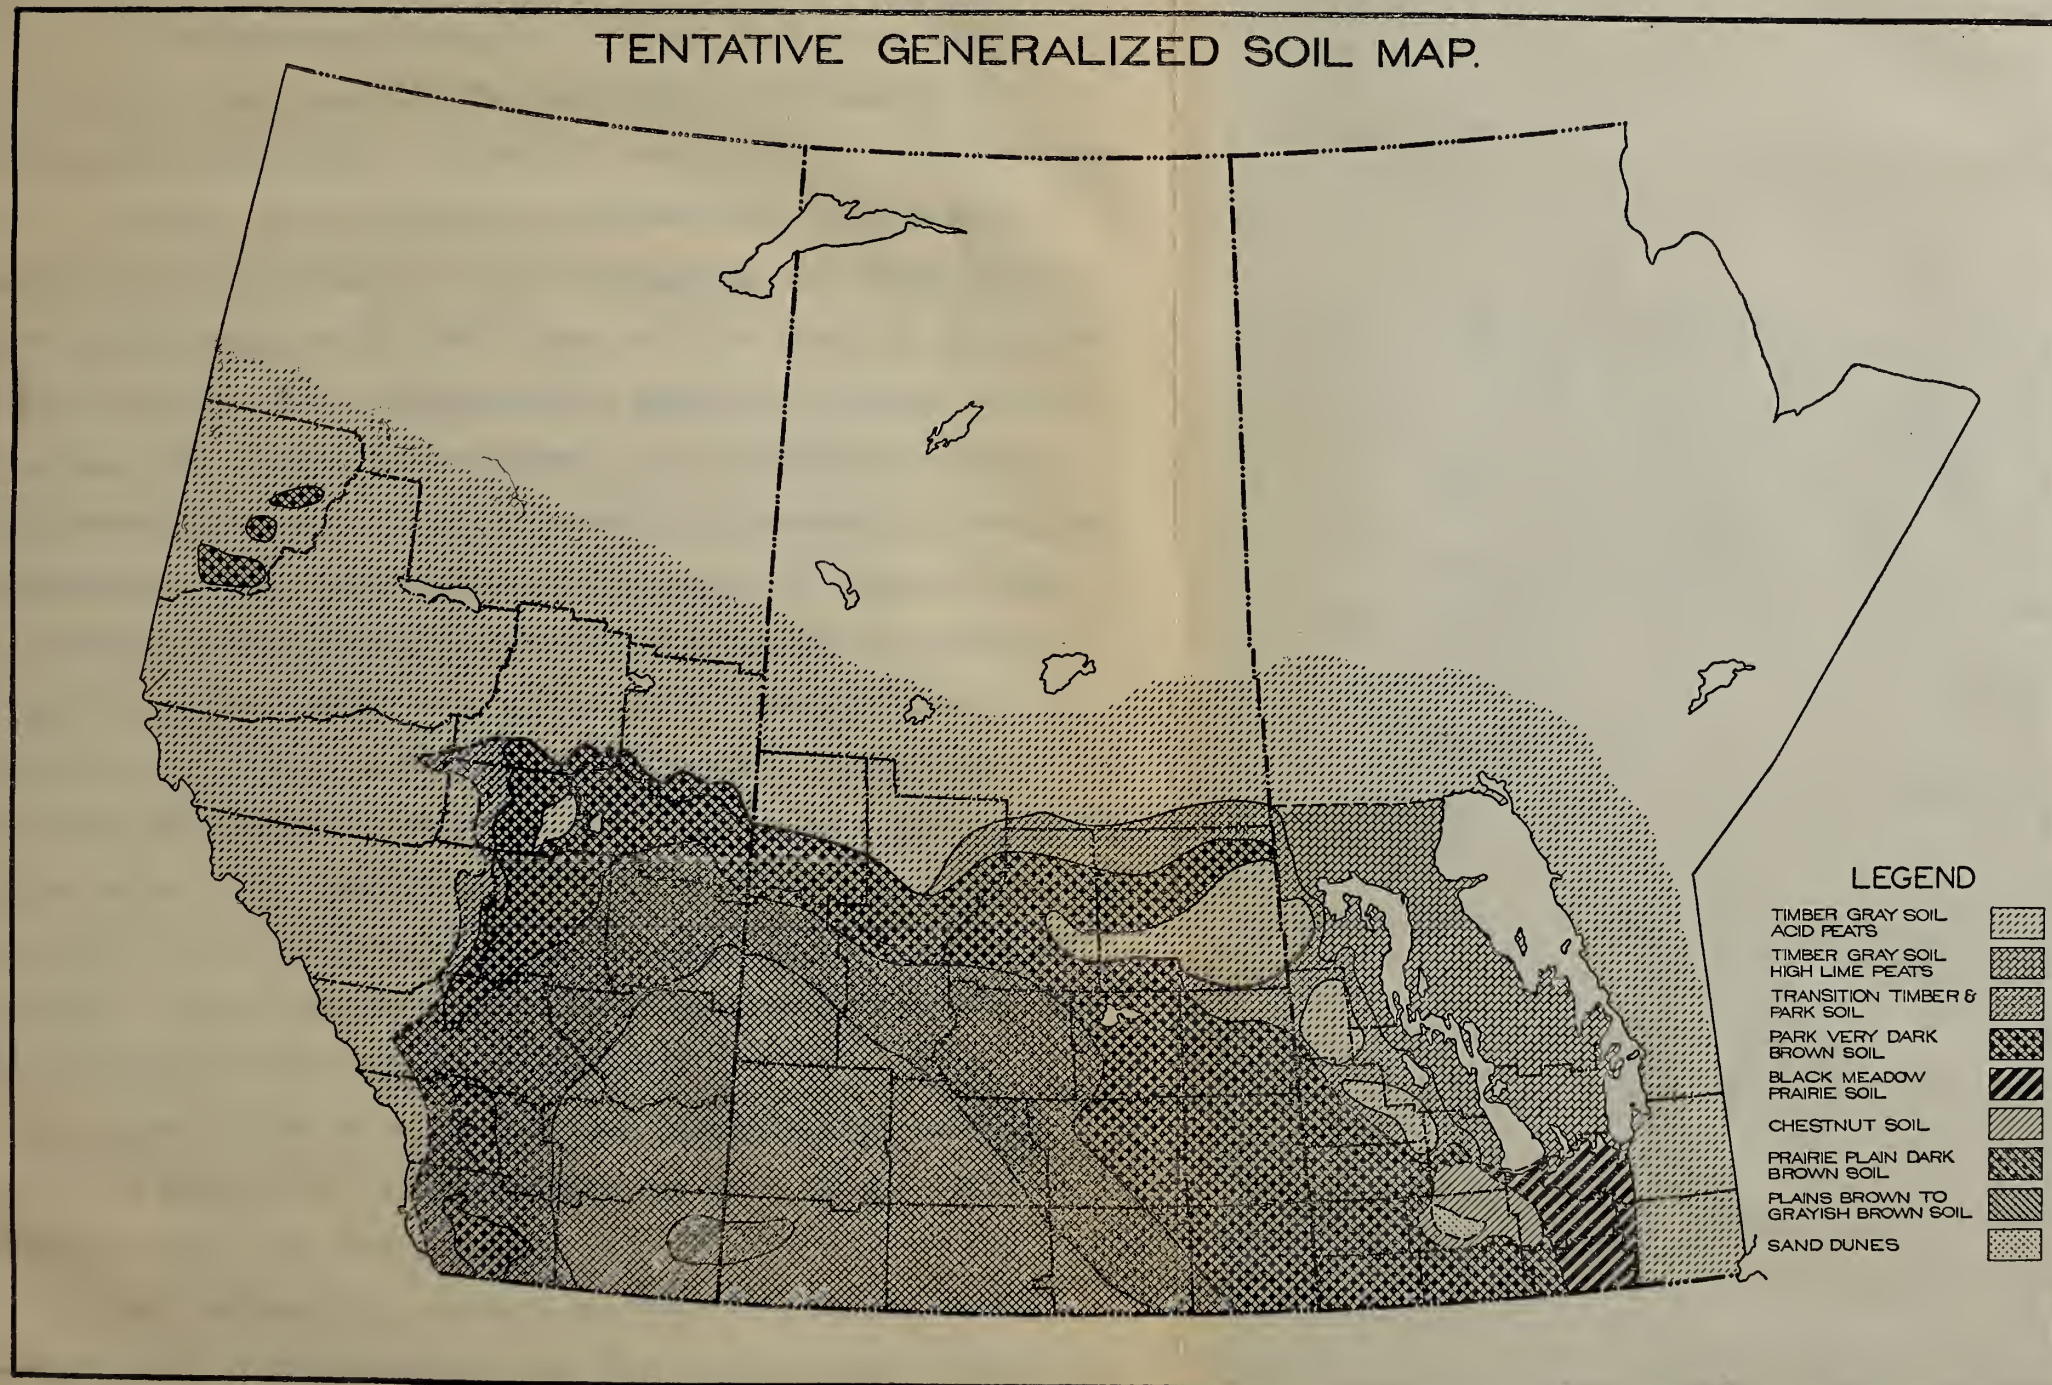 TENTATIVE GENERALIZED SOIL MAP.
LEGEND
TIMBER GRAY SOIL
ACID PEATS
TIMBER GRAY SOIL
HIGH LIME PEATS
TRANSITION TIMBER &
PARK SOIL
PARK VERY DARK
BROWN SOIL
BLACK MEADOW
PRAIRIE SOIL
CHESTNUT SOIL
PRAIRIE PLAIN DARK
BROWN SOIL
PLAINS BROWN TO
GRAYISH BROWN SOIL
SAND DUNES